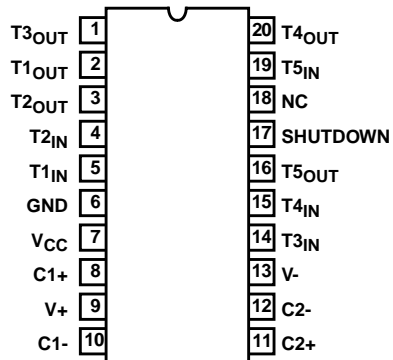 T3OUT 1 20 T4OUT
T1OUT 2 19 T5IN
T2OUT 3 18 NC
T2IN 4 17 SHUTDOWN
T1IN 5 16 T5OUT
GND 6 15 T4IN
VCC 7 14 T3IN
C1+ 8 13 V-
V+ 9 12 C2-
C1- 10 11 C2+